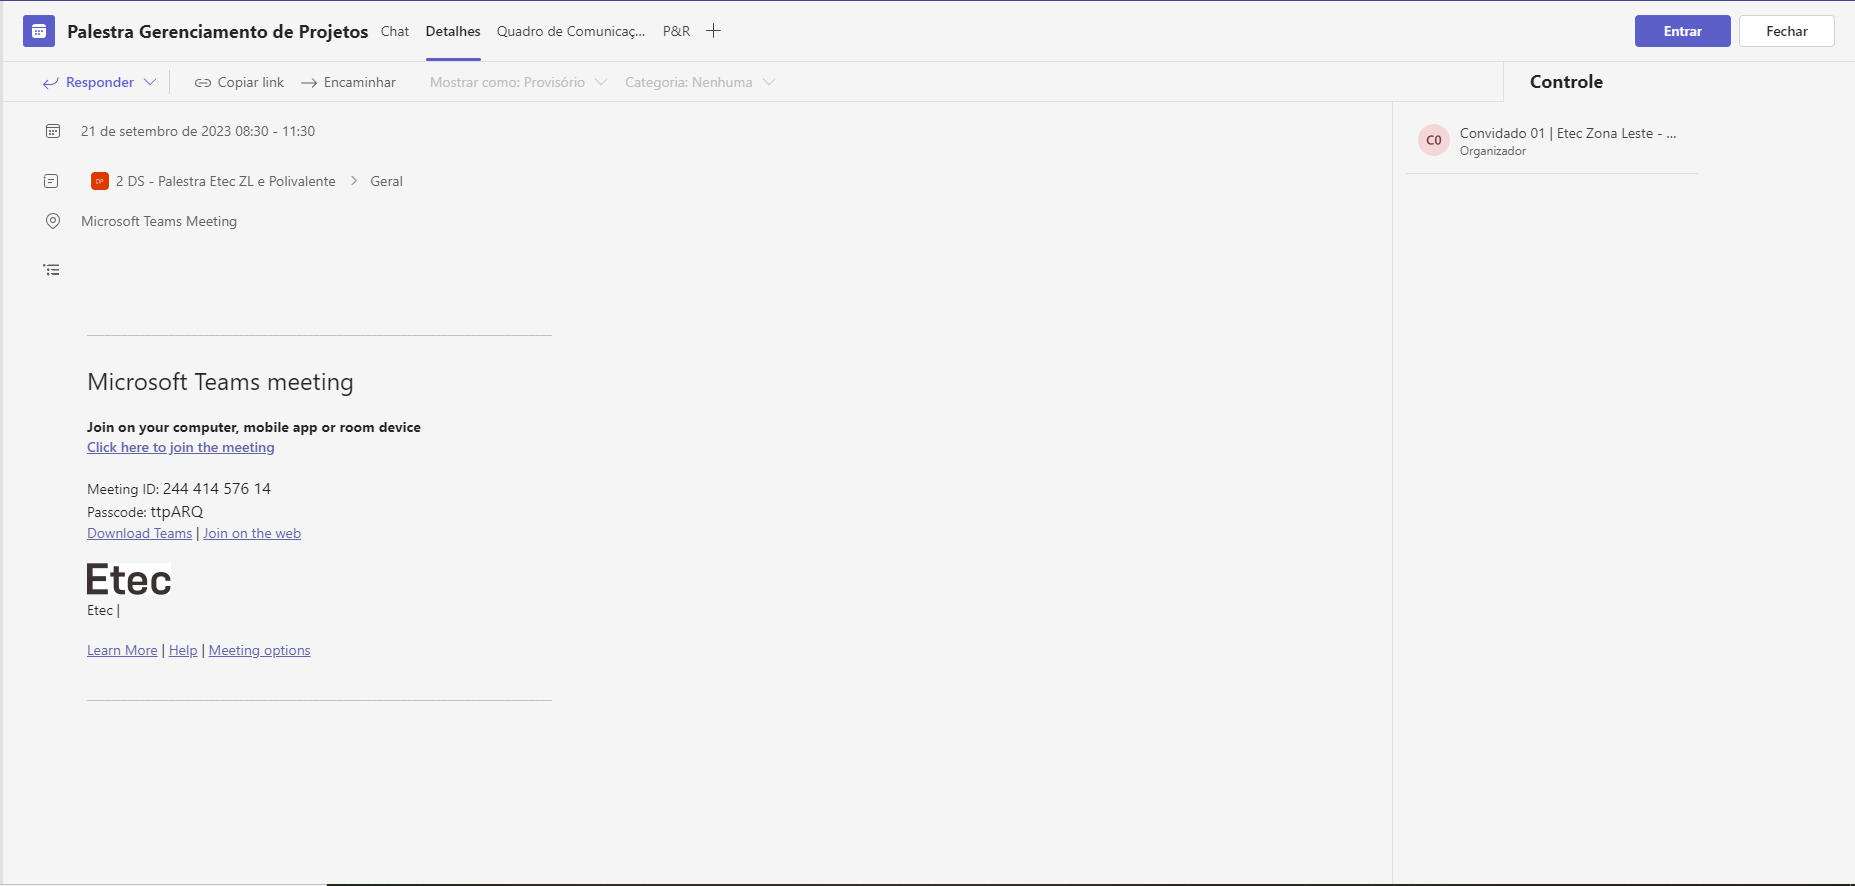 Palestra Gerenciamento de Projetos Chat Detalhes Quadro de Comunicaç... P&R
Entrar Fechar
Responder Copiar link Encaminhar Mostrar como: Provisório Categoria: Nenhuma
Controle
21 de setembro de 2023 08:30 - 11:30
C0 Convidado 01 | Etec Zona Leste - ...
Organizador
DP 2 DS - Palestra Etec ZL e Polivalente > Geral
Microsoft Teams Meeting
Microsoft Teams meeting
Join on your computer, mobile app or room device
Click here to join the meeting
Meeting ID: 244 414 576 14
Passcode: ttpARQ
Download Teams | Join on the web
Etec
Etec |
Learn More | Help | Meeting options